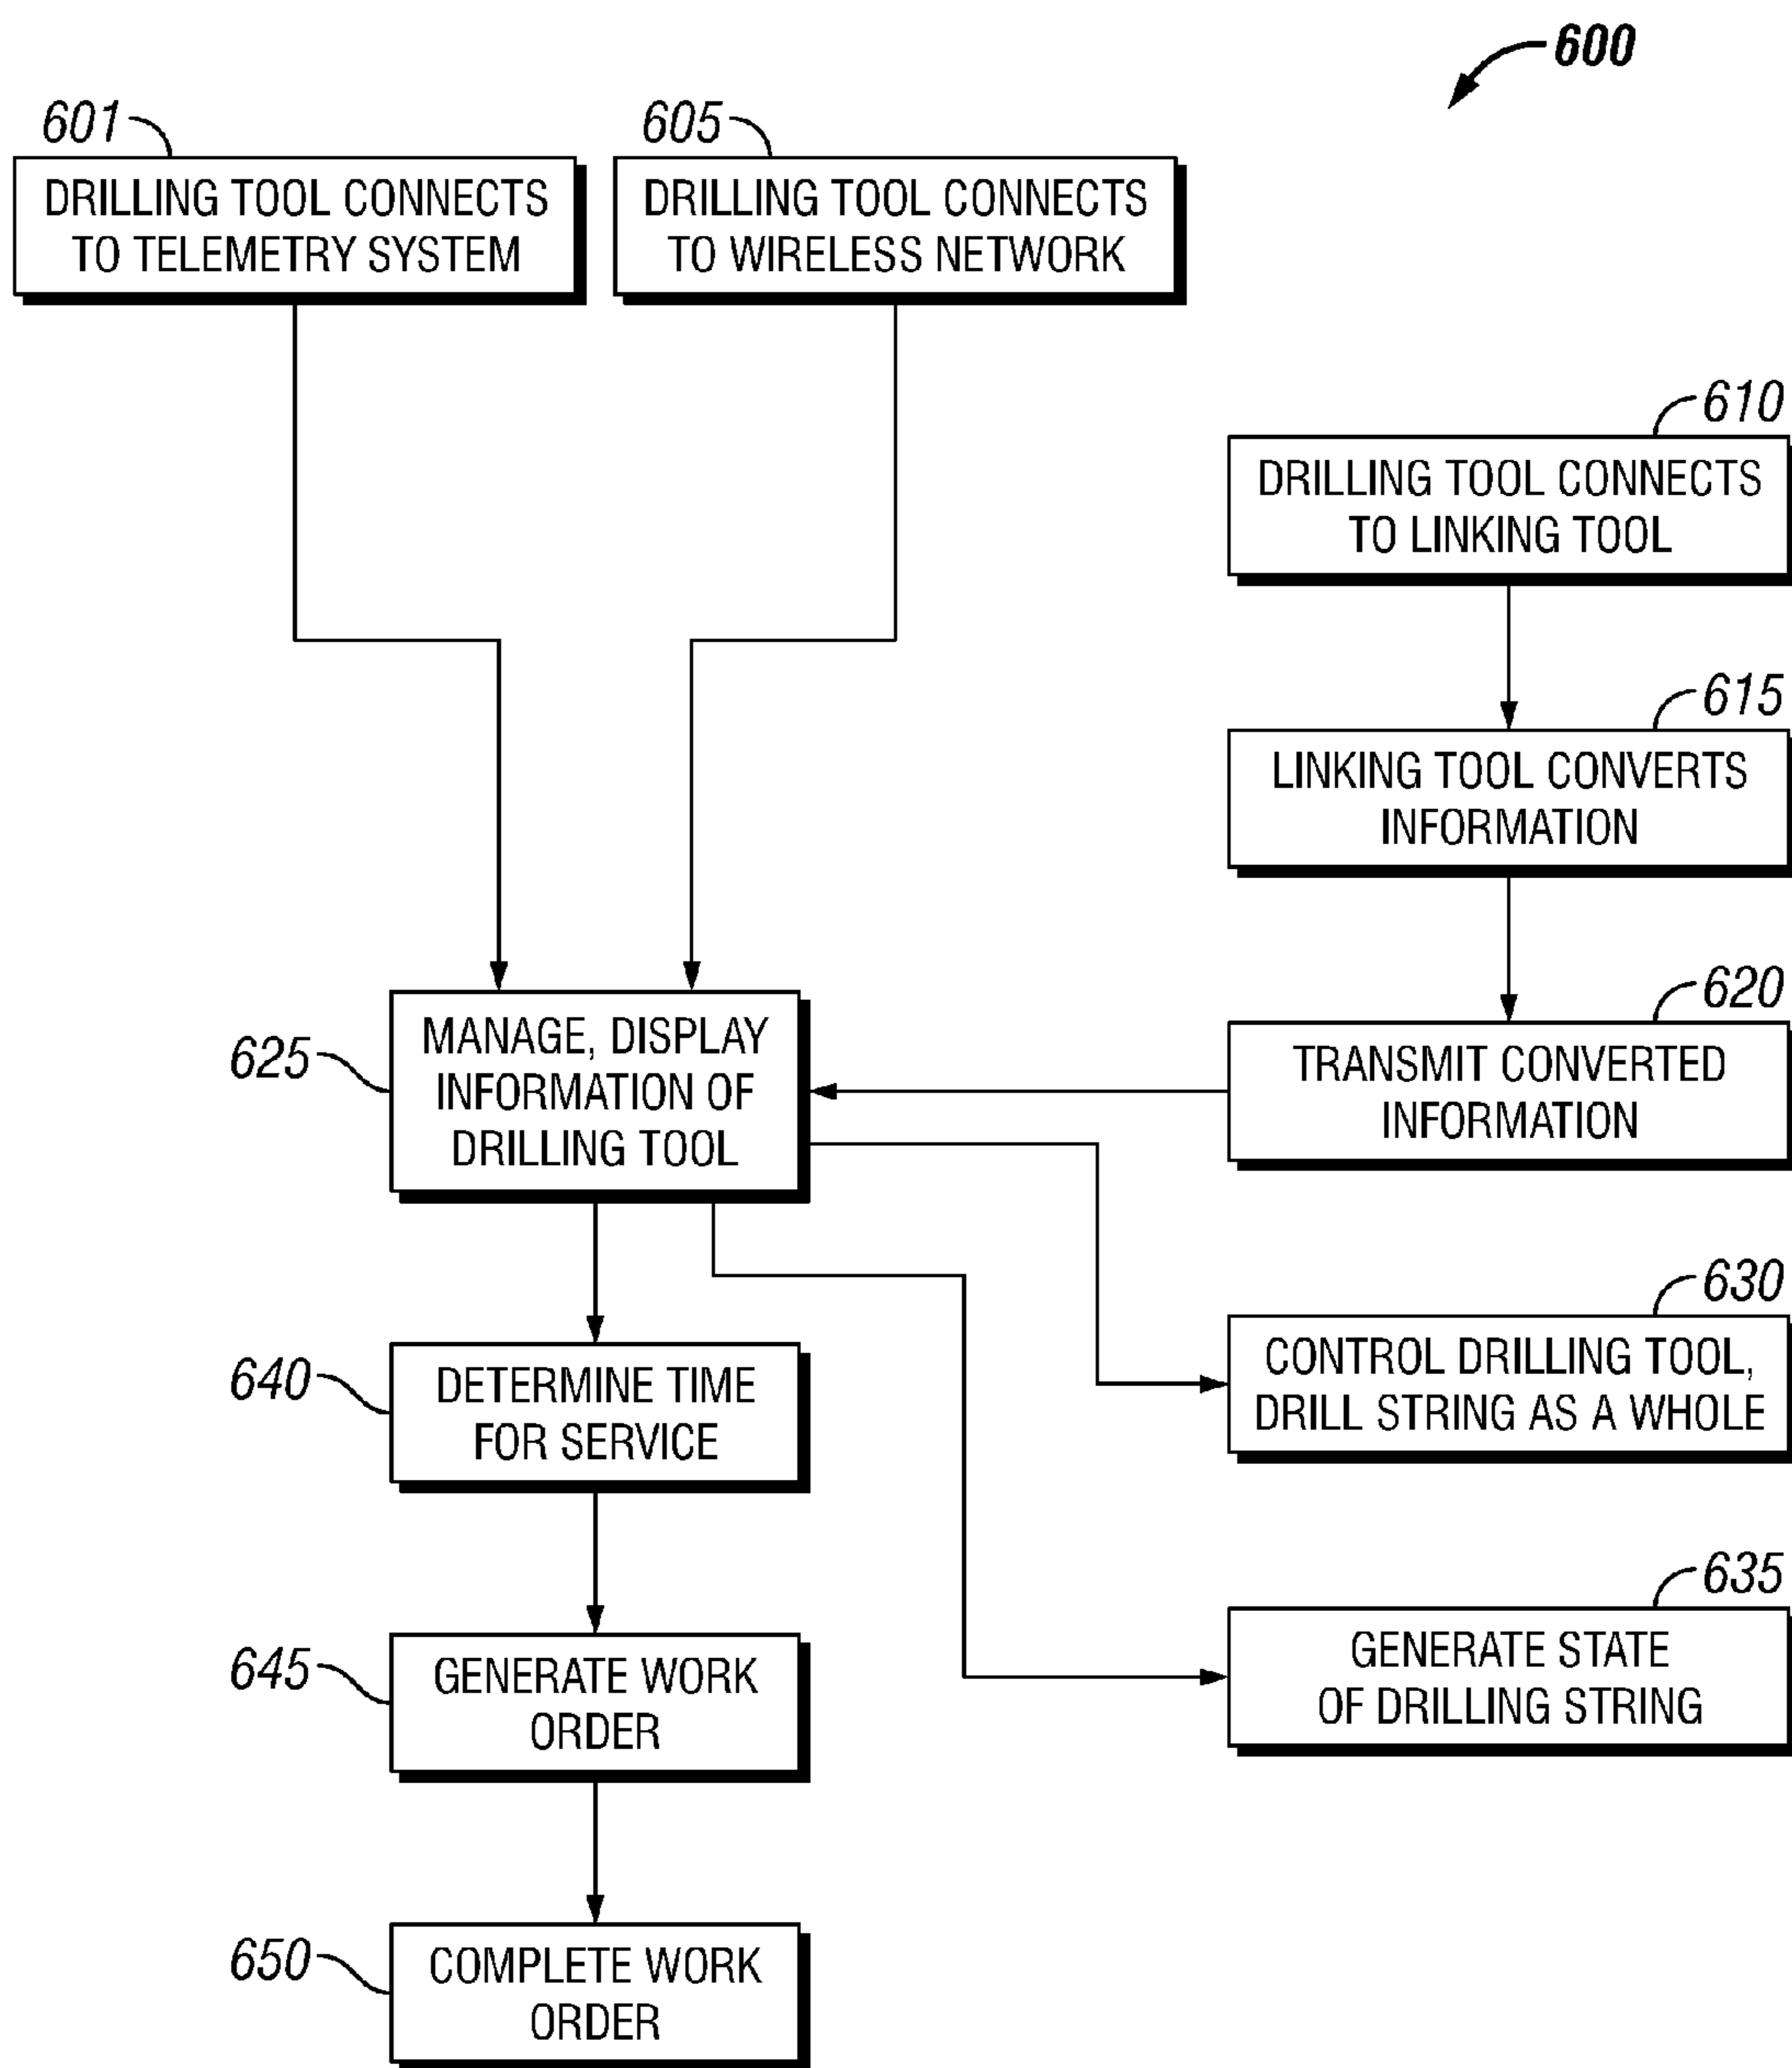 600
601
DRILLING TOOL CONNECTS
TO TELEMETRY SYSTEM
605
DRILLING TOOL CONNECTS
TO WIRELESS NETWORK
610
DRILLING TOOL CONNECTS
TO LINKING TOOL
615
LINKING TOOL CONVERTS
INFORMATION
620
TRANSMIT CONVERTED
INFORMATION
625
MANAGE, DISPLAY
INFORMATION OF
DRILLING TOOL
630
CONTROL DRILLING TOOL,
DRILL STRING AS A WHOLE
635
GENERATE STATE
OF DRILLING STRING
640
DETERMINE TIME
FOR SERVICE
645
GENERATE WORK
ORDER
650
COMPLETE WORK
ORDER